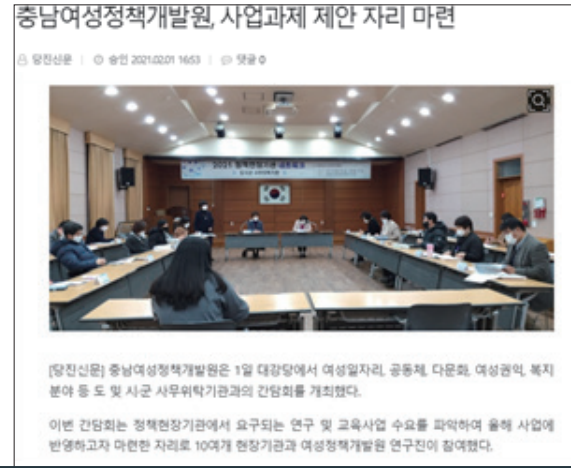 충남여성정책개발원, 사업과제 제안 자리 마련
당진신문 승인 2021.02.01 16:53 댓글 0
2021 정책현장기관
[당진신문] 충남여성정책개발원은 1일 대강당에서 여성일자리, 공동체, 다문화, 여성권익, 복지
분야 등 도 및 시·군 사무위탁기관과의 간담회를 개최했다.
이번 간담회는 정책현장기관에서 요구되는 연구 및 교육사업 수요를 파악하여 올해 사업에
반영하고자 마련한 자리로 10여개 현장기관과 여성정책개발원 연구진이 참여했다.